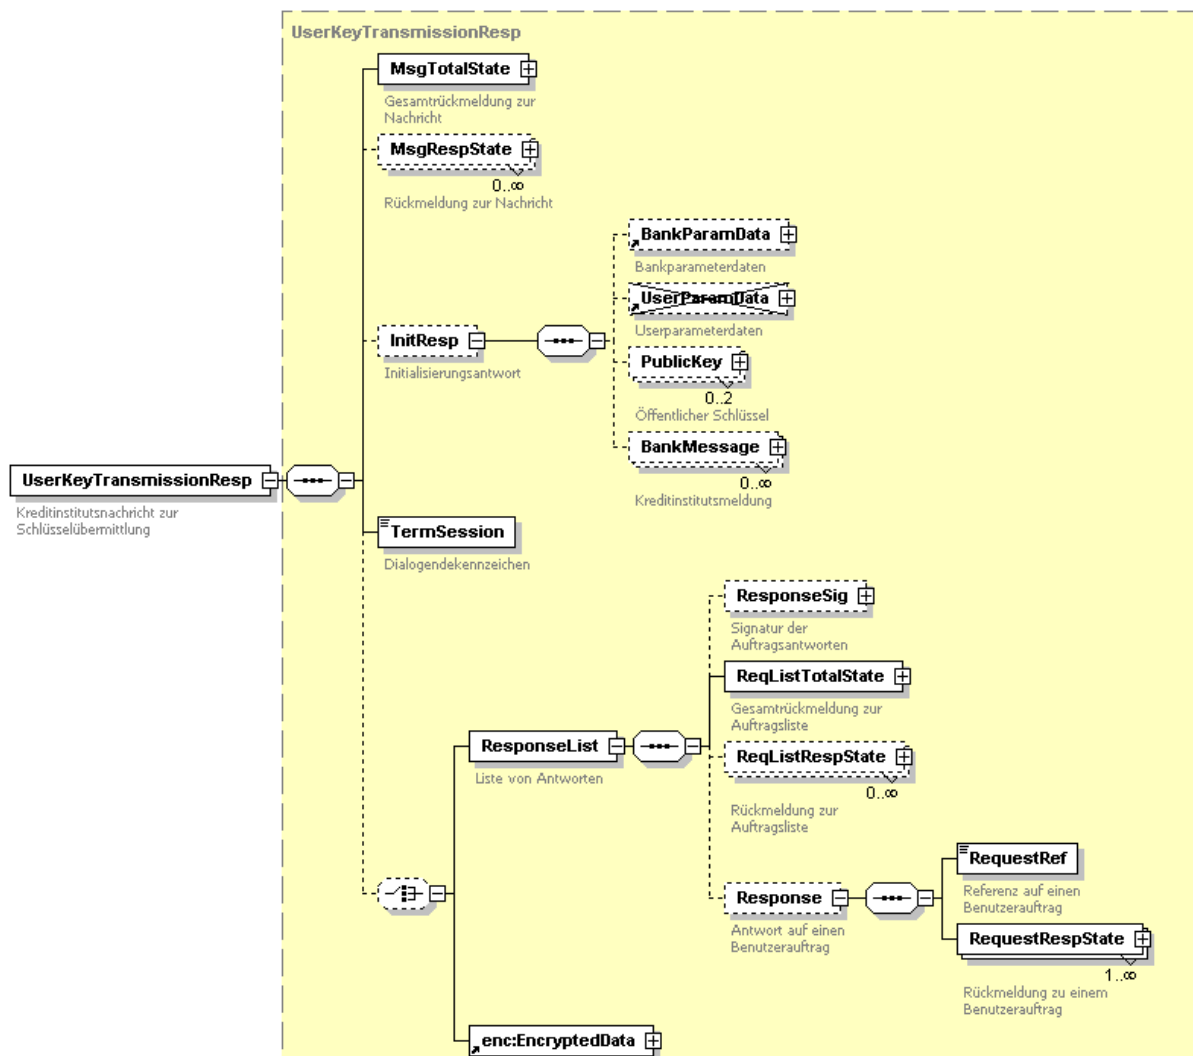 UserKeyTransmissionResp
MsgTotalState
Gesamtrückmeldung zur
Nachricht
MsgRespState
0..∞
Rückmeldung zur Nachricht
BankParamData
Bankparameterdaten
UserParamData
Userparameterdaten
InitResp
Initialisierungsantwort
PublicKey
0..2
Öffentlicher Schlüssel
BankMessage
0..∞
Kreditinstitutsmeldung
UserKeyTransmissionResp
Kreditinstitutsnachricht zur
Schlüsselübermittlung
TermSession
Dialogendekennzeichen
ResponseSig
Signatur der
Auftragsantworten
ReqListTotalState
Gesamtrückmeldung zur
Auftragsliste
ResponseList
Liste von Antworten
ReqListRespState
0..∞
Rückmeldung zur
Auftragsliste
Response
Antwort auf einen
Benutzerauftrag
RequestRef
Referenz auf einen
Benutzerauftrag
RequestRespState
1..∞
Rückmeldung zu einem
Benutzerauftrag
enc:EncryptedData